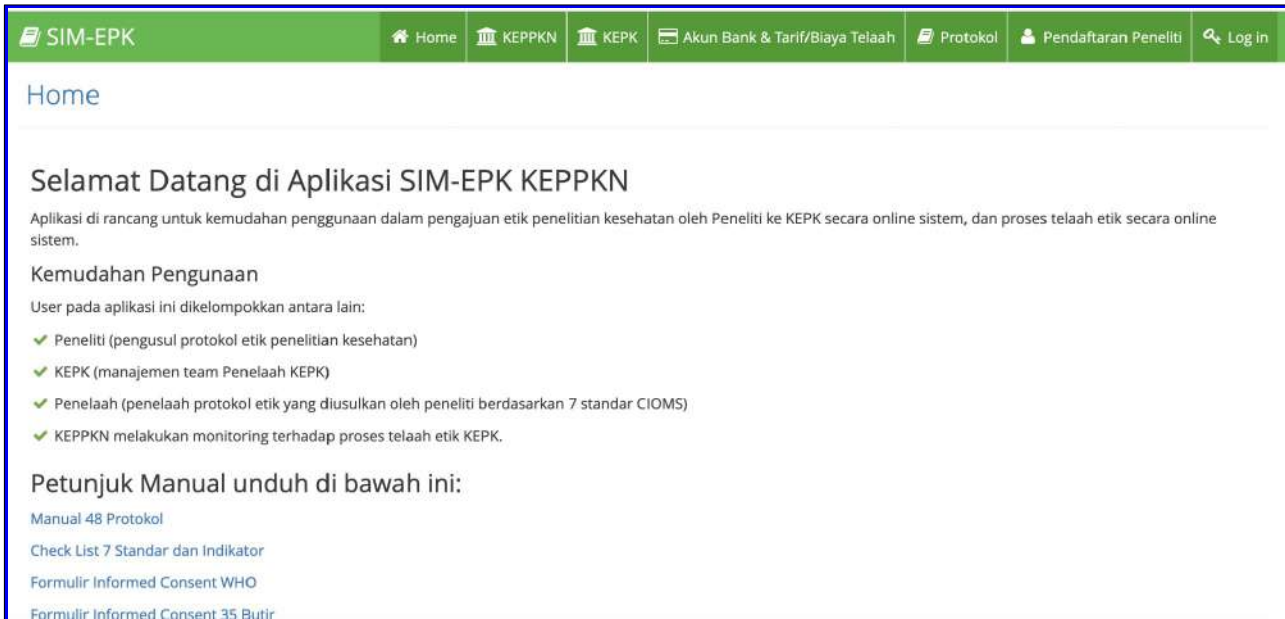 SIM-EPK
Home
KEPPKN
KEPK
Akun Bank & Tarif/Biaya Telaah
Protokol
Pendaftaran Peneliti
Log in
Home
Selamat Datang di Aplikasi SIM-EPK KEPPKN
Aplikasi di rancang untuk kemudahan penggunaan dalam pengajuan etik penelitian kesehatan oleh Peneliti ke KEPK secara online sistem, dan proses telaah etik secara online
sistem.
Kemudahan Pengunaan
User pada aplikasi ini dikelompokkan antara lain:
Peneliti (pengusul protokol etik penelitian kesehatan)
KEPK (manajemen team Penelaah KEPK)
Penelaah (penelaah protokol etik yang diusulkan oleh peneliti berdasarkan 7 standar CIOMS)
KEPPKN melakukan monitoring terhadap proses telaah etik KEPK.
Petunjuk Manual unduh di bawah ini:
Manual 48 Protokol
Check List 7 Standar dan Indikator
Formulir Informed Consent WHO
Formulir Informed Consent 35 Butir